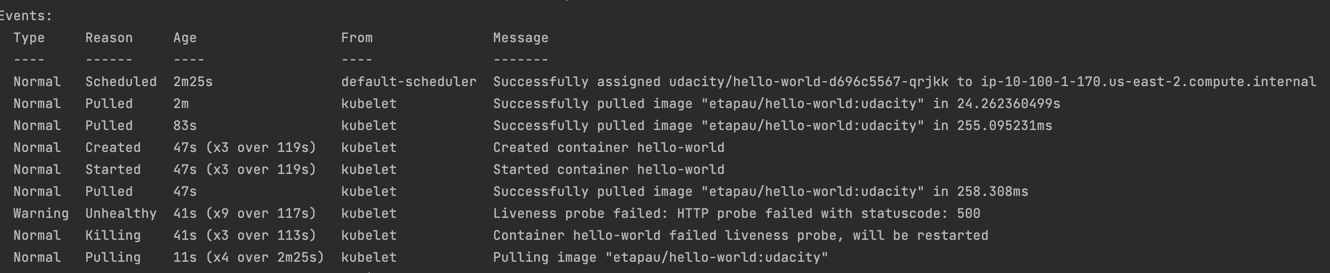 Events:
Type Reason Age From Message
---- ------ ---- ---- -------
Normal Scheduled 2m25s default-scheduler Successfully assigned udacity/hello-world-d696c5567-qrjkk to ip-10-100-1-170.us-east-2.compute.internal
Normal Pulled 2m kubelet Successfully pulled image "etapau/hello-world:udacity" in 24.262360499s
Normal Pulled 83s kubelet Successfully pulled image "etapau/hello-world:udacity" in 255.095231ms
Normal Created 47s (x3 over 119s) kubelet Created container hello-world
Normal Started 47s (x3 over 119s) kubelet Started container hello-world
Normal Pulled 47s kubelet Successfully pulled image "etapau/hello-world:udacity" in 258.308ms
Warning Unhealthy 41s (x9 over 117s) kubelet Liveness probe failed: HTTP probe failed with statuscode: 500
Normal Killing 41s (x3 over 113s) kubelet Container hello-world failed liveness probe, will be restarted
Normal Pulling 11s (x4 over 2m25s) kubelet Pulling image "etapau/hello-world:udacity"